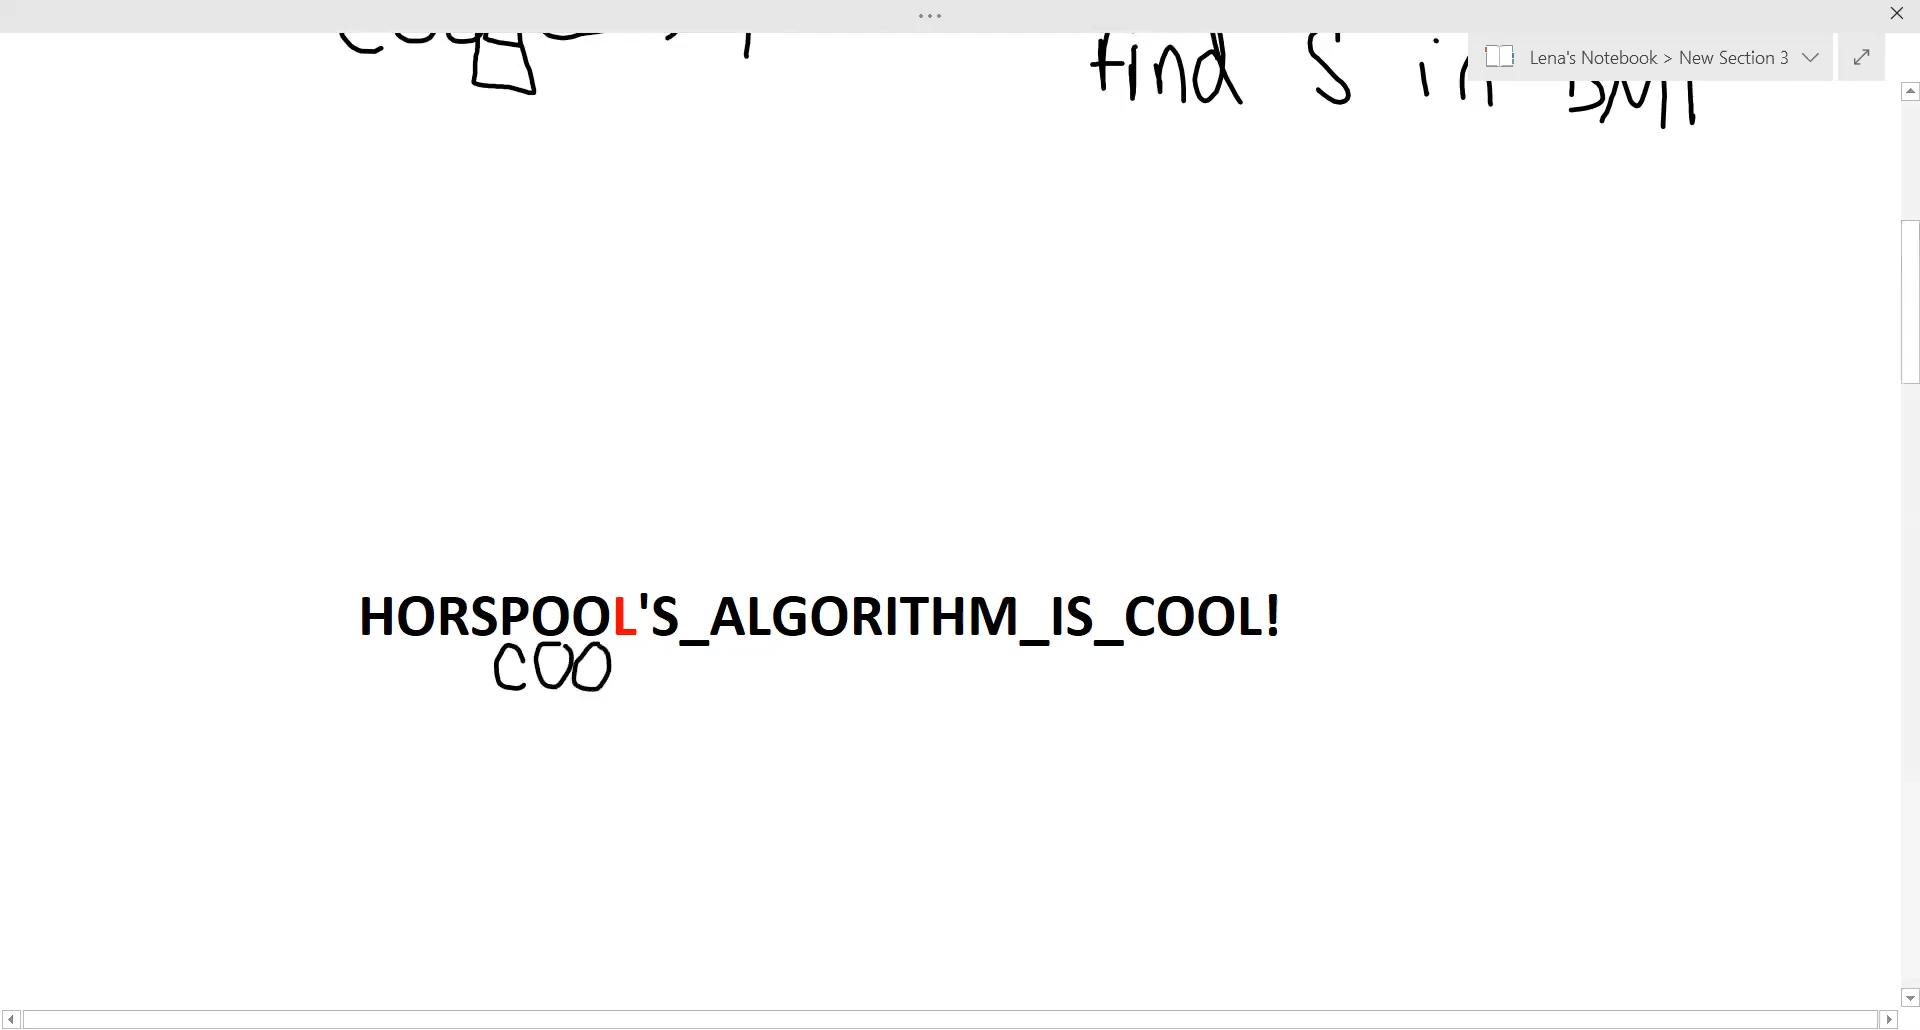 Lena's Notebook > New Section 3
find S in
HORSPOOL'S_ALGORITHM_IS_COOL!
COO